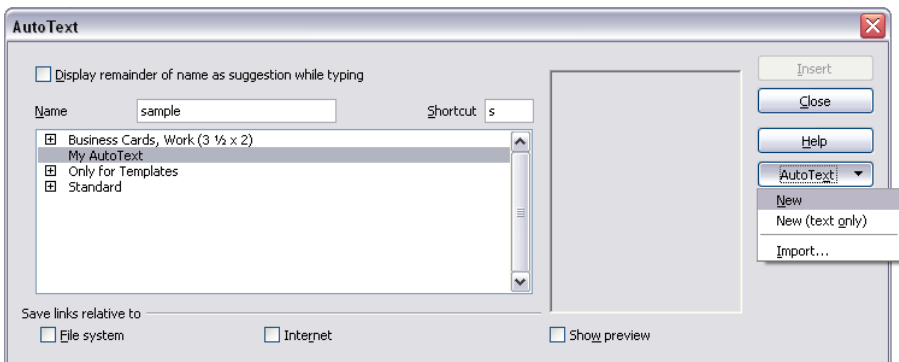 AutoText
Display remainder of name as suggestion while typing
Insert
Name sample Shortcut s
Close
Business Cards, Work (3 ½ x 2)
Help
My AutoText
Only for Templates
AutoText
Standard
New
New (text only)
Import...
Save links relative to
File system Internet Show preview